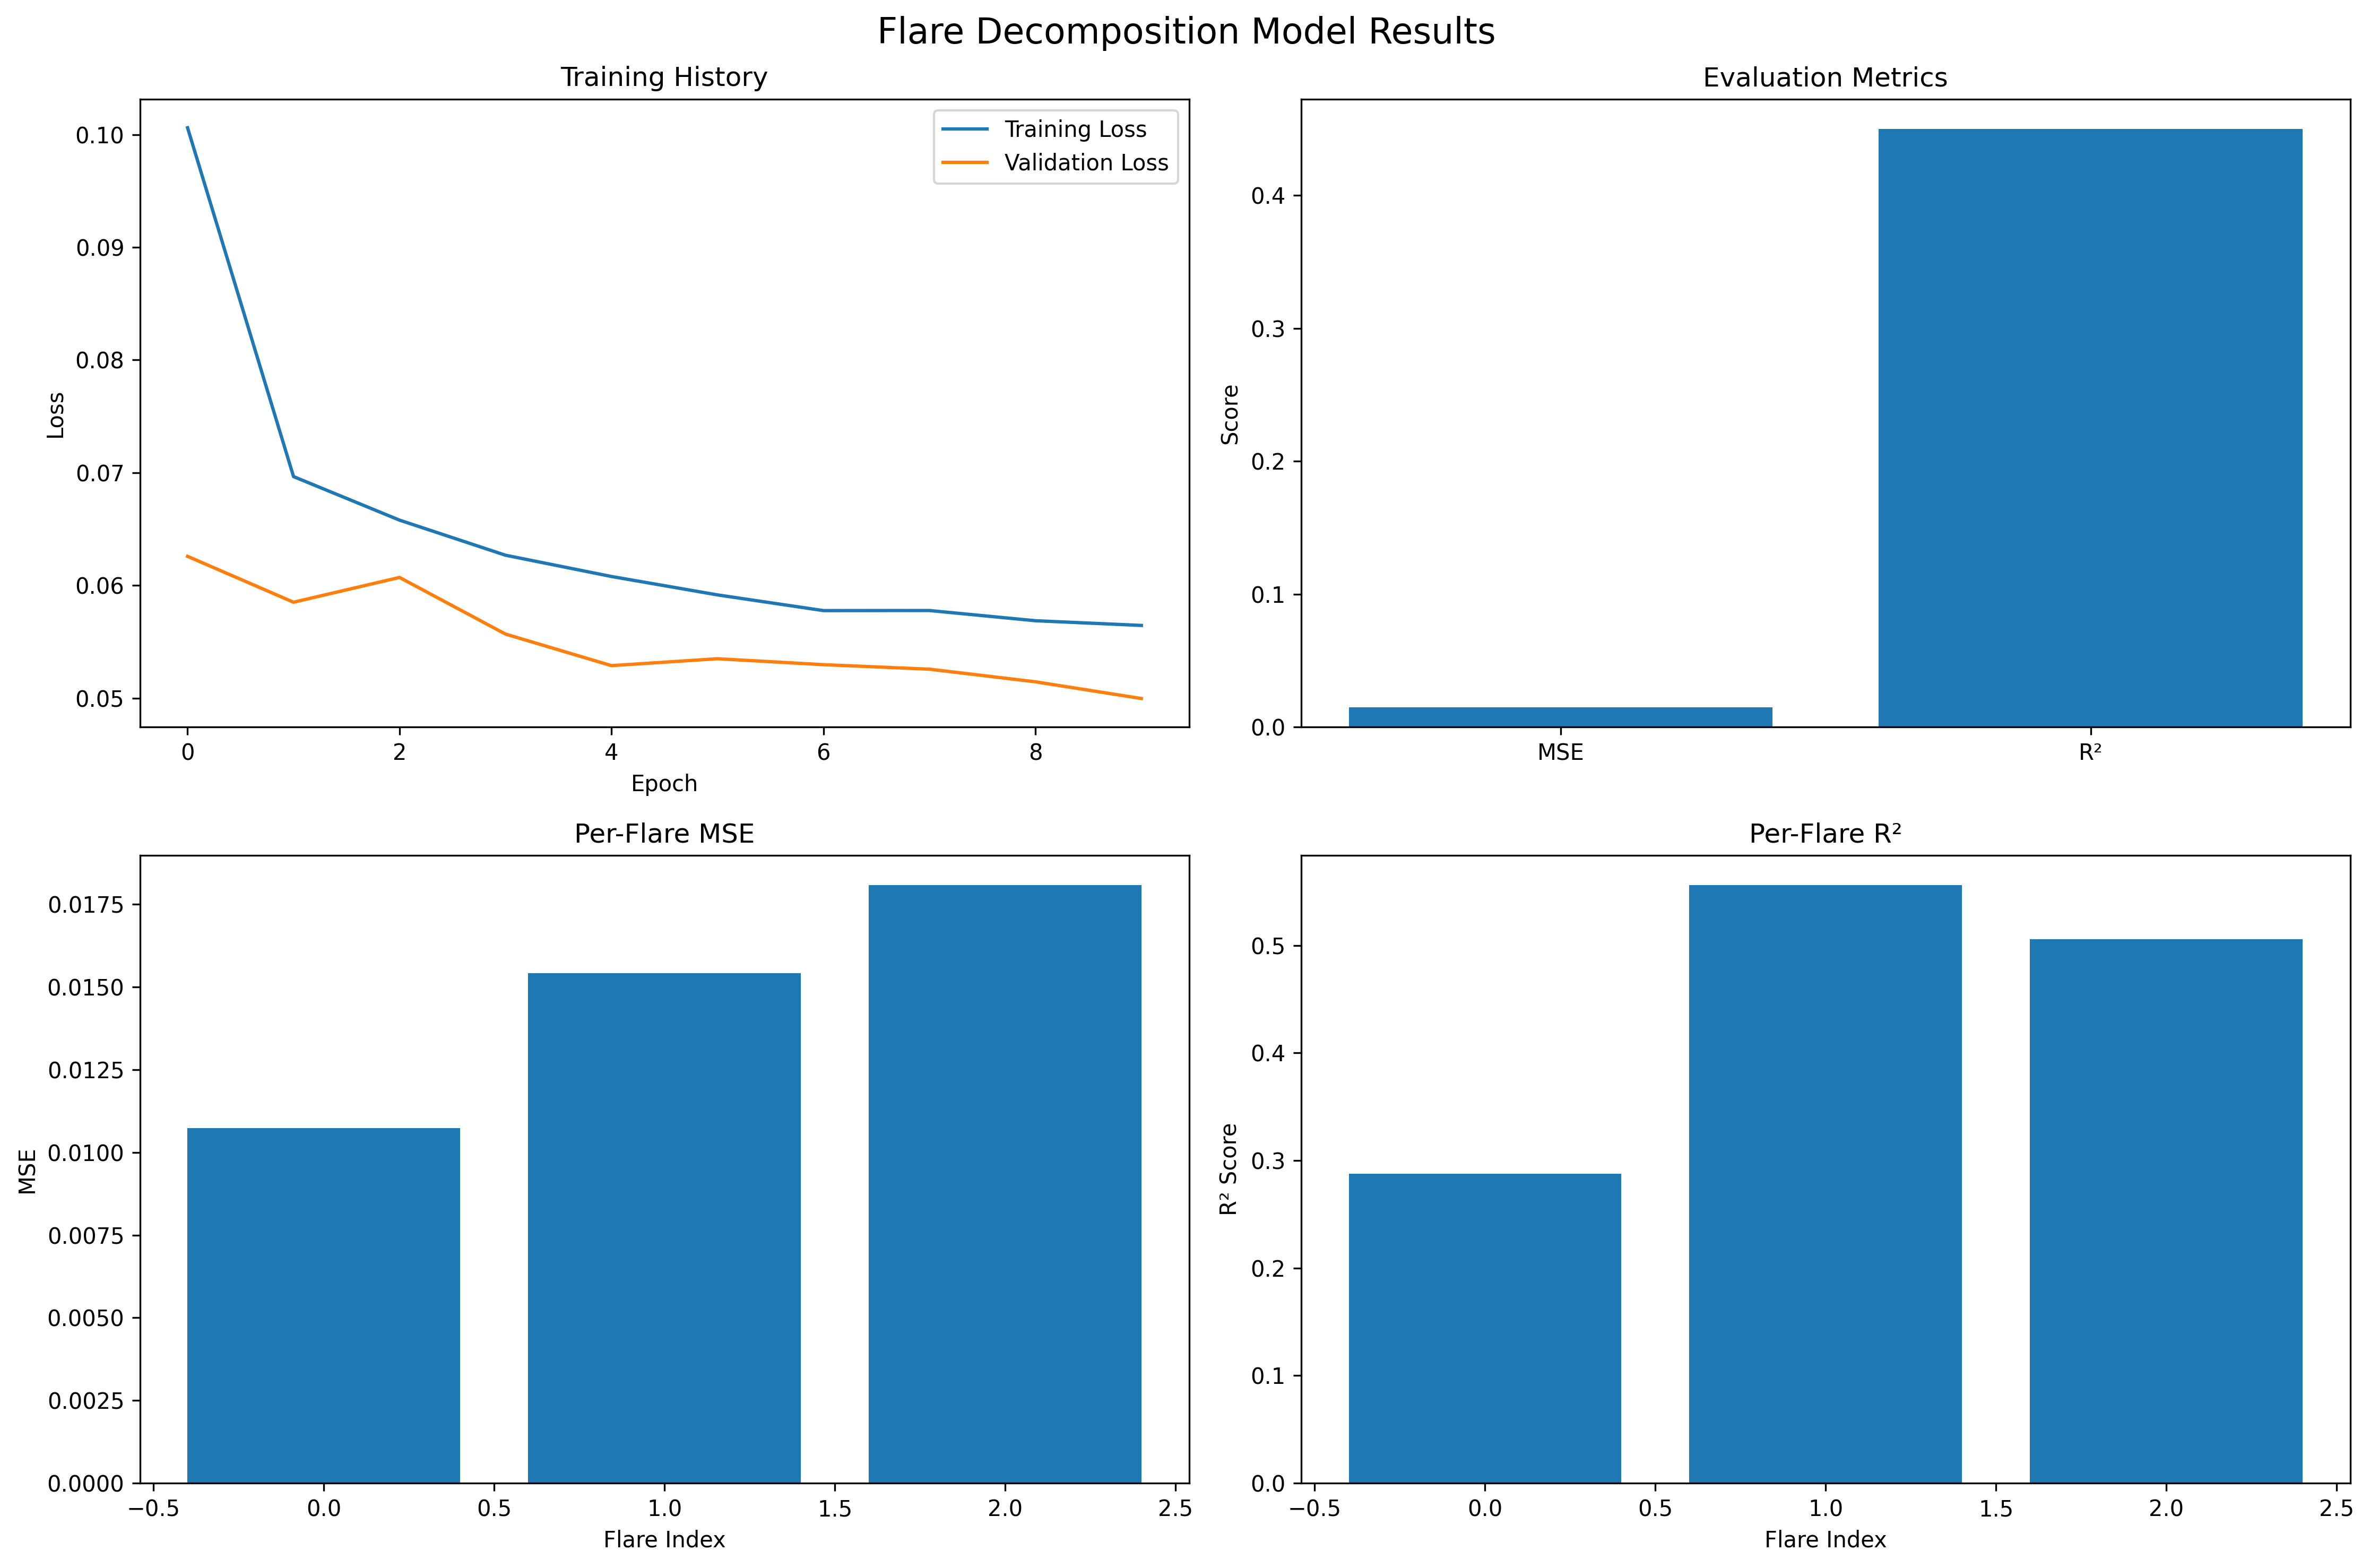 Flare Decomposition Model Results
Training History
0.10
0.09
0.08
0.07
0.06
0.05
Loss
0 2 4 6 8
Epoch
Training Loss
Validation Loss
Evaluation Metrics
0.4
0.3
0.2
0.1
0.0
Score
MSE R²
Per-Flare MSE
0.0175
0.0150
0.0125
0.0100
0.0075
0.0050
0.0025
0.0000
MSE
−0.5 0.0 0.5 1.0 1.5 2.0 2.5
Flare Index
Per-Flare R²
0.5
0.4
0.3
0.2
0.1
0.0
R² Score
−0.5 0.0 0.5 1.0 1.5 2.0 2.5
Flare Index